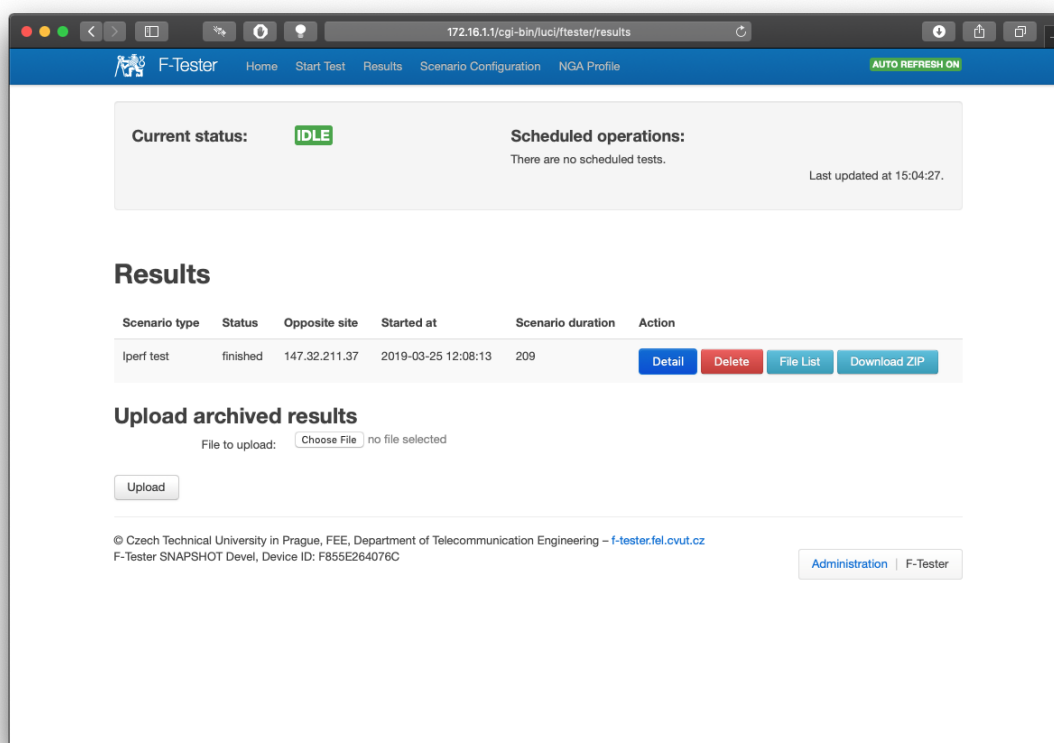 172.16.1.1/cgi-bin/luci/ftester/results
F-Tester Home Start Test Results Scenario Configuration NGA Profile AUTO REFRESH ON
Current status: IDLE Scheduled operations:
There are no scheduled tests.
Last updated at 15:04:27.
Results
Scenario type Status Opposite site Started at Scenario duration Action
Iperf test finished 147.32.211.37 2019-03-25 12:08:13 209 Detail Delete File List Download ZIP
Upload archived results
File to upload: Choose File no file selected
Upload
© Czech Technical University in Prague, FEE, Department of Telecommunication Engineering – f-tester.fel.cvut.cz
F-Tester SNAPSHOT Devel, Device ID: F855E264076C
Administration | F-Tester